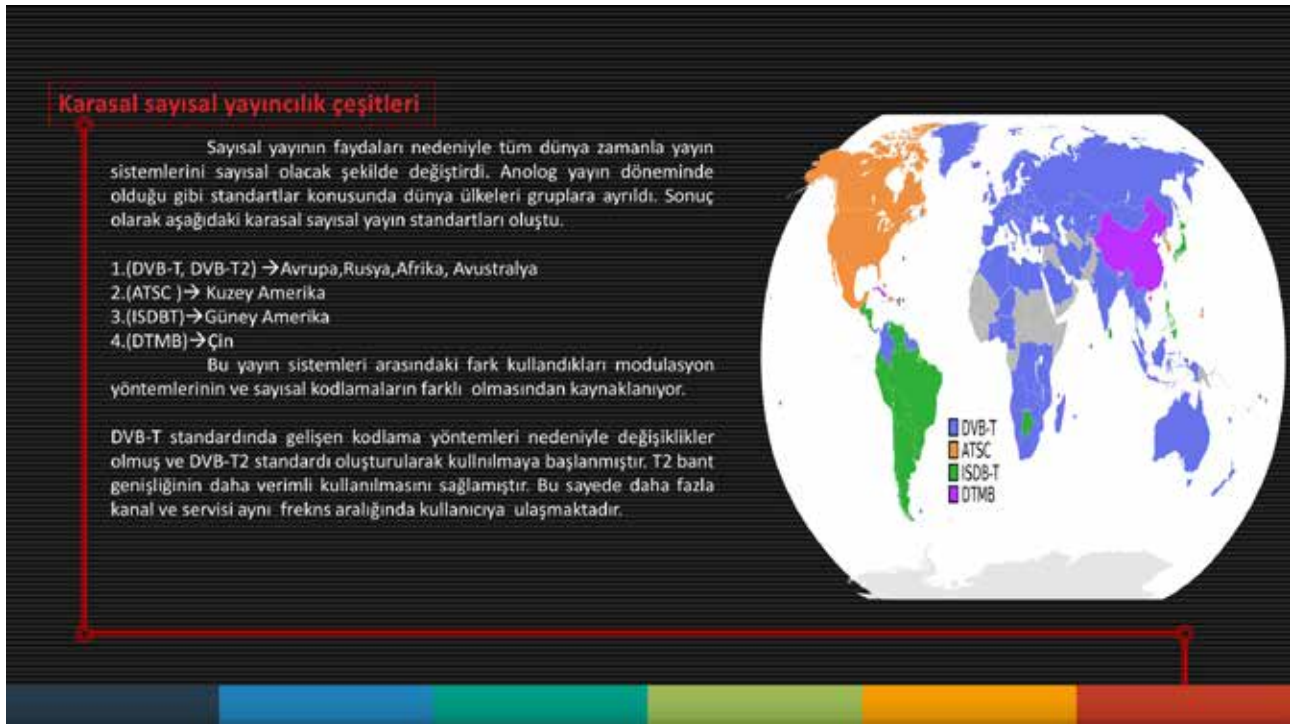 Karasal sayısal yayıncılık çeşitleri
Sayısal yayının faydaları nedeniyle tüm dünya zamanla yayın
sistemlerini sayısal olacak şekilde değiştirdi. Anolog yayın döneminde
olduğu gibi standartlar konusunda dünya ülkeleri gruplara ayrıldı. Sonuç
olarak aşağıdaki karasal sayısal yayın standartları oluştu.
1.(DVB-T, DVB-T2) →Avrupa,Rusya,Afrika, Avustralya
2.(ATSC )→ Kuzey Amerika
3.(ISDBT)→Güney Amerika
4.(DTMB)→Çin
Bu yayın sistemleri arasındaki fark kullandıkları modulasyon
yöntemlerinin ve sayısal kodlamaların farklı olmasından kaynaklanıyor.
DVB-T standardında gelişen kodlama yöntemleri nedeniyle değişiklikler
olmuş ve DVB-T2 standardı oluşturularak kullnılmaya başlanmıştır. T2 bant
genişliğinin daha verimli kullanılmasını sağlamıştır. Bu sayede daha fazla
kanal ve servisi aynı frekns aralığında kullanıcıya ulaşmaktadır.
DVB-T
ATSC
ISDB-T
DTMB